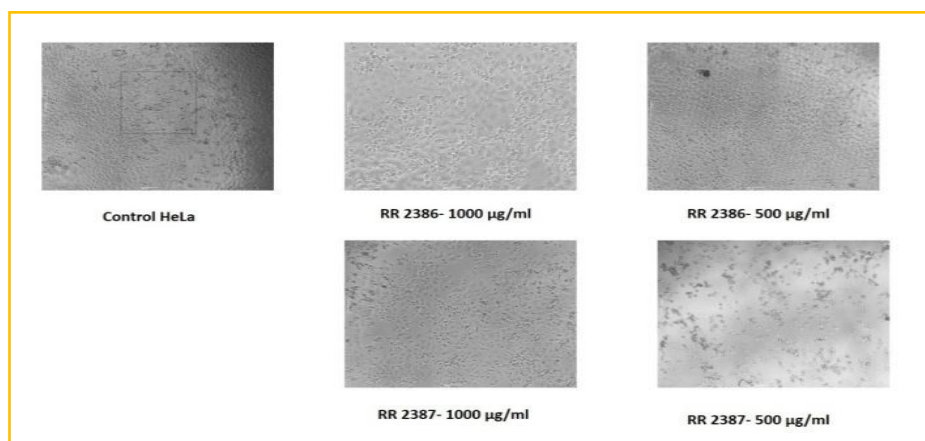 Control HeLa
RR 2386- 1000 µg/ml
RR 2386- 500 µg/ml
RR 2387- 1000 µg/ml
RR 2387- 500 µg/ml